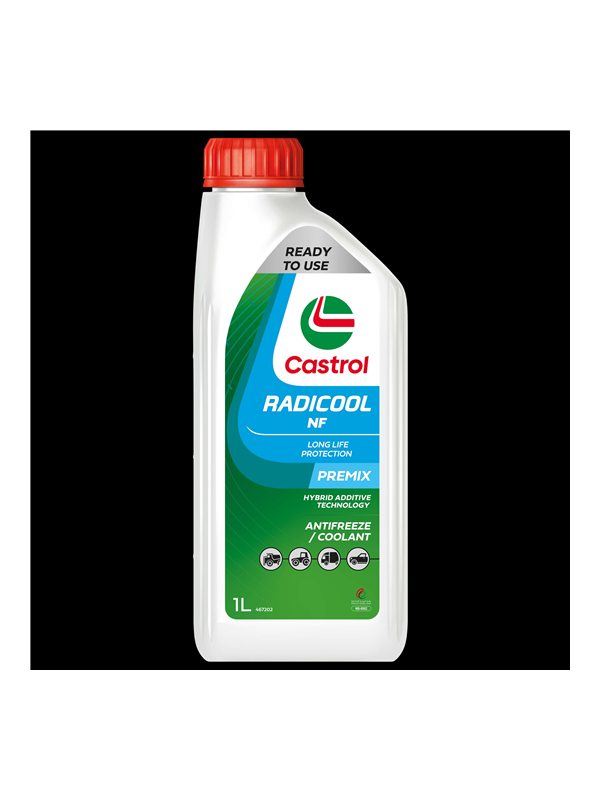 READY
TO USE
Castrol
RADICOOL
NF
LONG LIFE
PROTECTION
PREMIX
HYBRID ADDITIVE
TECHNOLOGY
ANTIFREEZE
/ COOLANT
1L
467202